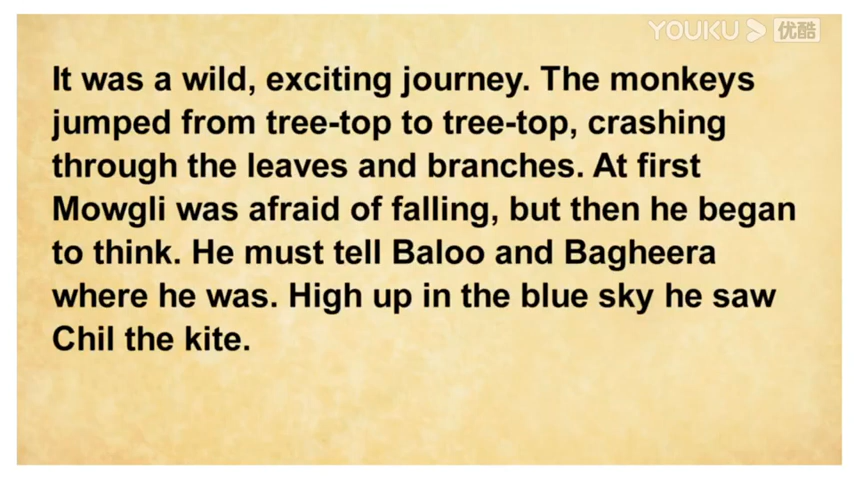 YOUKU 优酷
It was a wild, exciting journey. The monkeys
jumped from tree-top to tree-top, crashing
through the leaves and branches. At first
Mowgli was afraid of falling, but then he began
to think. He must tell Baloo and Bagheera
where he was. High up in the blue sky he saw
Chil the kite.